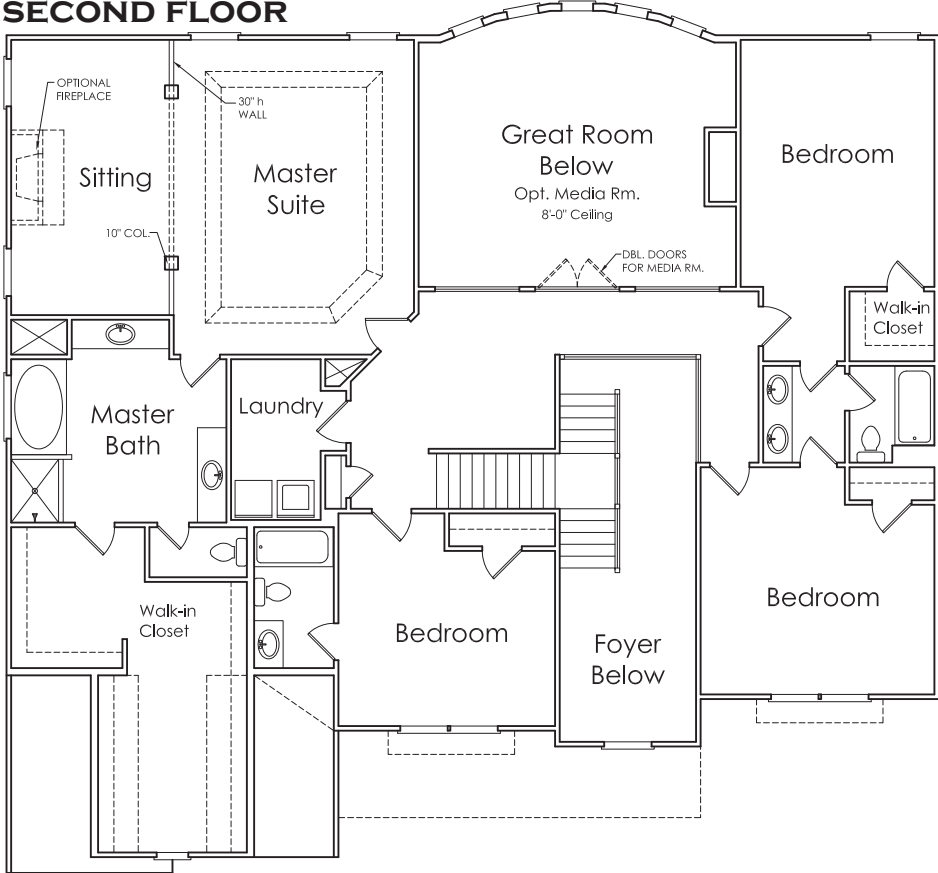 SECOND FLOOR
OPTIONAL
FIREPLACE
30" h
WALL
Sitting
Master
Suite
10" COL.
Great Room
Below
Opt. Media Rm.
8'-0" Ceiling
DBL. DOORS
FOR MEDIA RM.
Bedroom
Walk-in
Closet
Master
Bath
Laundry
Walk-in
Closet
Bedroom
Foyer
Below
Bedroom